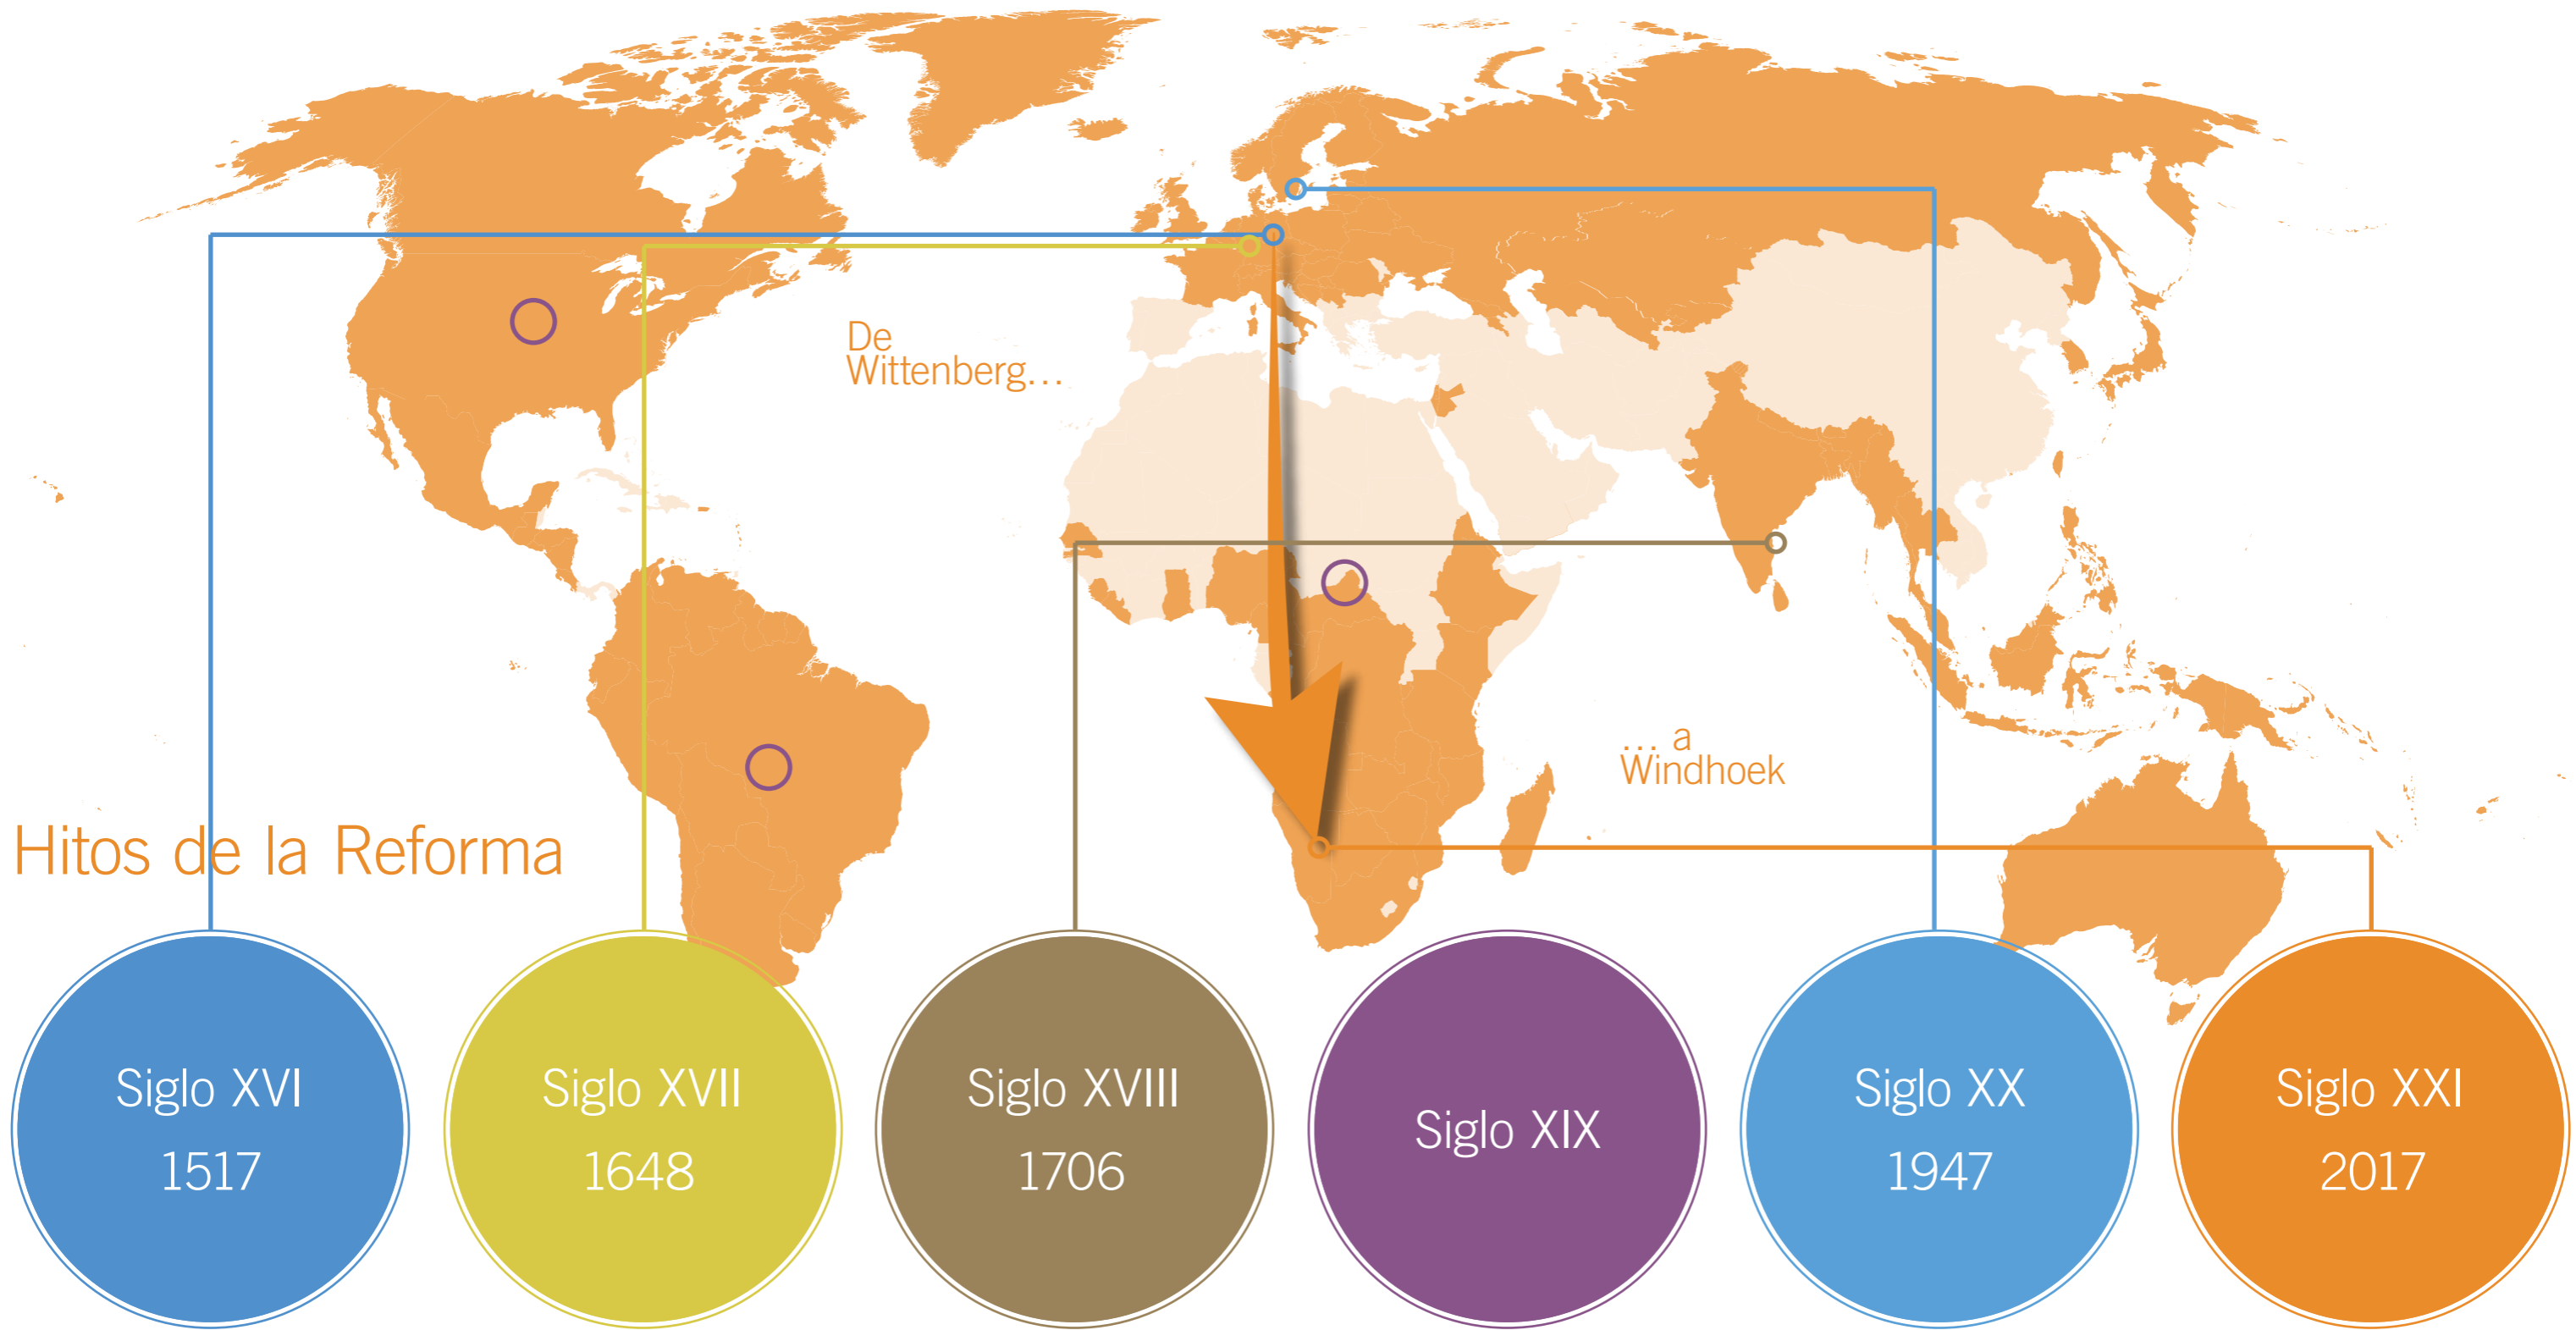 De
Wittenberg...
... a
Windhoek
Hitos de la Reforma
Siglo XVI
1517
Siglo XVII
1648
Siglo XVIII
1706
Siglo XIX
Siglo XX
1947
Siglo XXI
2017